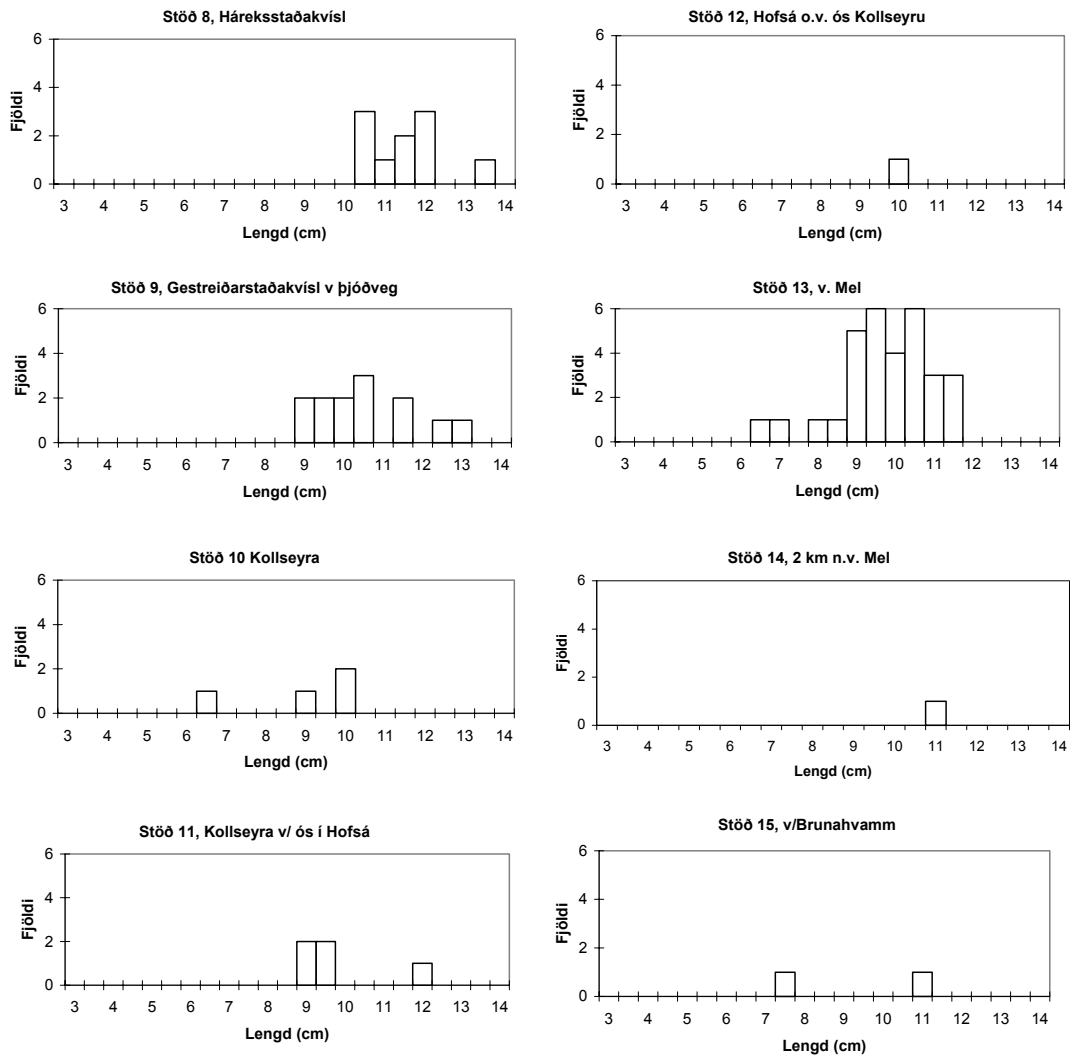 Stöð 8, Háreksstaðakvísl
6
4
2
0
Fjöldi
3 4 5 6 7 8 9 10 11 12 13 14
Lengd (cm)
Stöð 12, Hofsá o.v. ós Kollseyru
6
4
2
0
Fjöldi
3 4 5 6 7 8 9 10 11 12 13 14
Lengd (cm)
Stöð 9, Gestreiðarstaðakvísl v þjóðveg
6
4
2
0
Fjöldi
3 4 5 6 7 8 9 10 11 12 13 14
Lengd (cm)
Stöð 13, v. Mel
6
4
2
0
Fjöldi
3 4 5 6 7 8 9 10 11 12 13 14
Lengd (cm)
Stöð 10 Kollseyra
6
4
2
0
Fjöldi
3 4 5 6 7 8 9 10 11 12 13 14
Lengd (cm)
Stöð 14, 2 km n.v. Mel
6
4
2
0
Fjöldi
3 4 5 6 7 8 9 10 11 12 13 14
Lengd (cm)
Stöð 11, Kollseyra v/ ós í Hofsá
6
4
2
0
Fjöldi
3 4 5 6 7 8 9 10 11 12 13 14
Lengd (cm)
Stöð 15, v/Brunahvamm
6
4
2
0
Fjöldi
3 4 5 6 7 8 9 10 11 12 13 14
Lengd (cm)